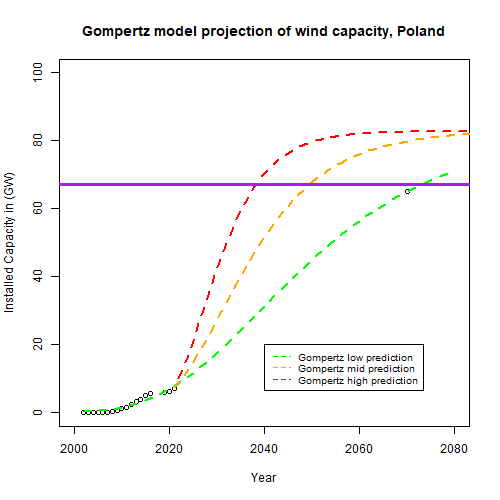 Gompertz model projection of wind capacity, Poland
Installed Capacity in (GW)
100
80
60
40
20
0
Gompertz low prediction
Gompertz mid prediction
Gompertz high prediction
2000 2020 2040 2060 2080
Year